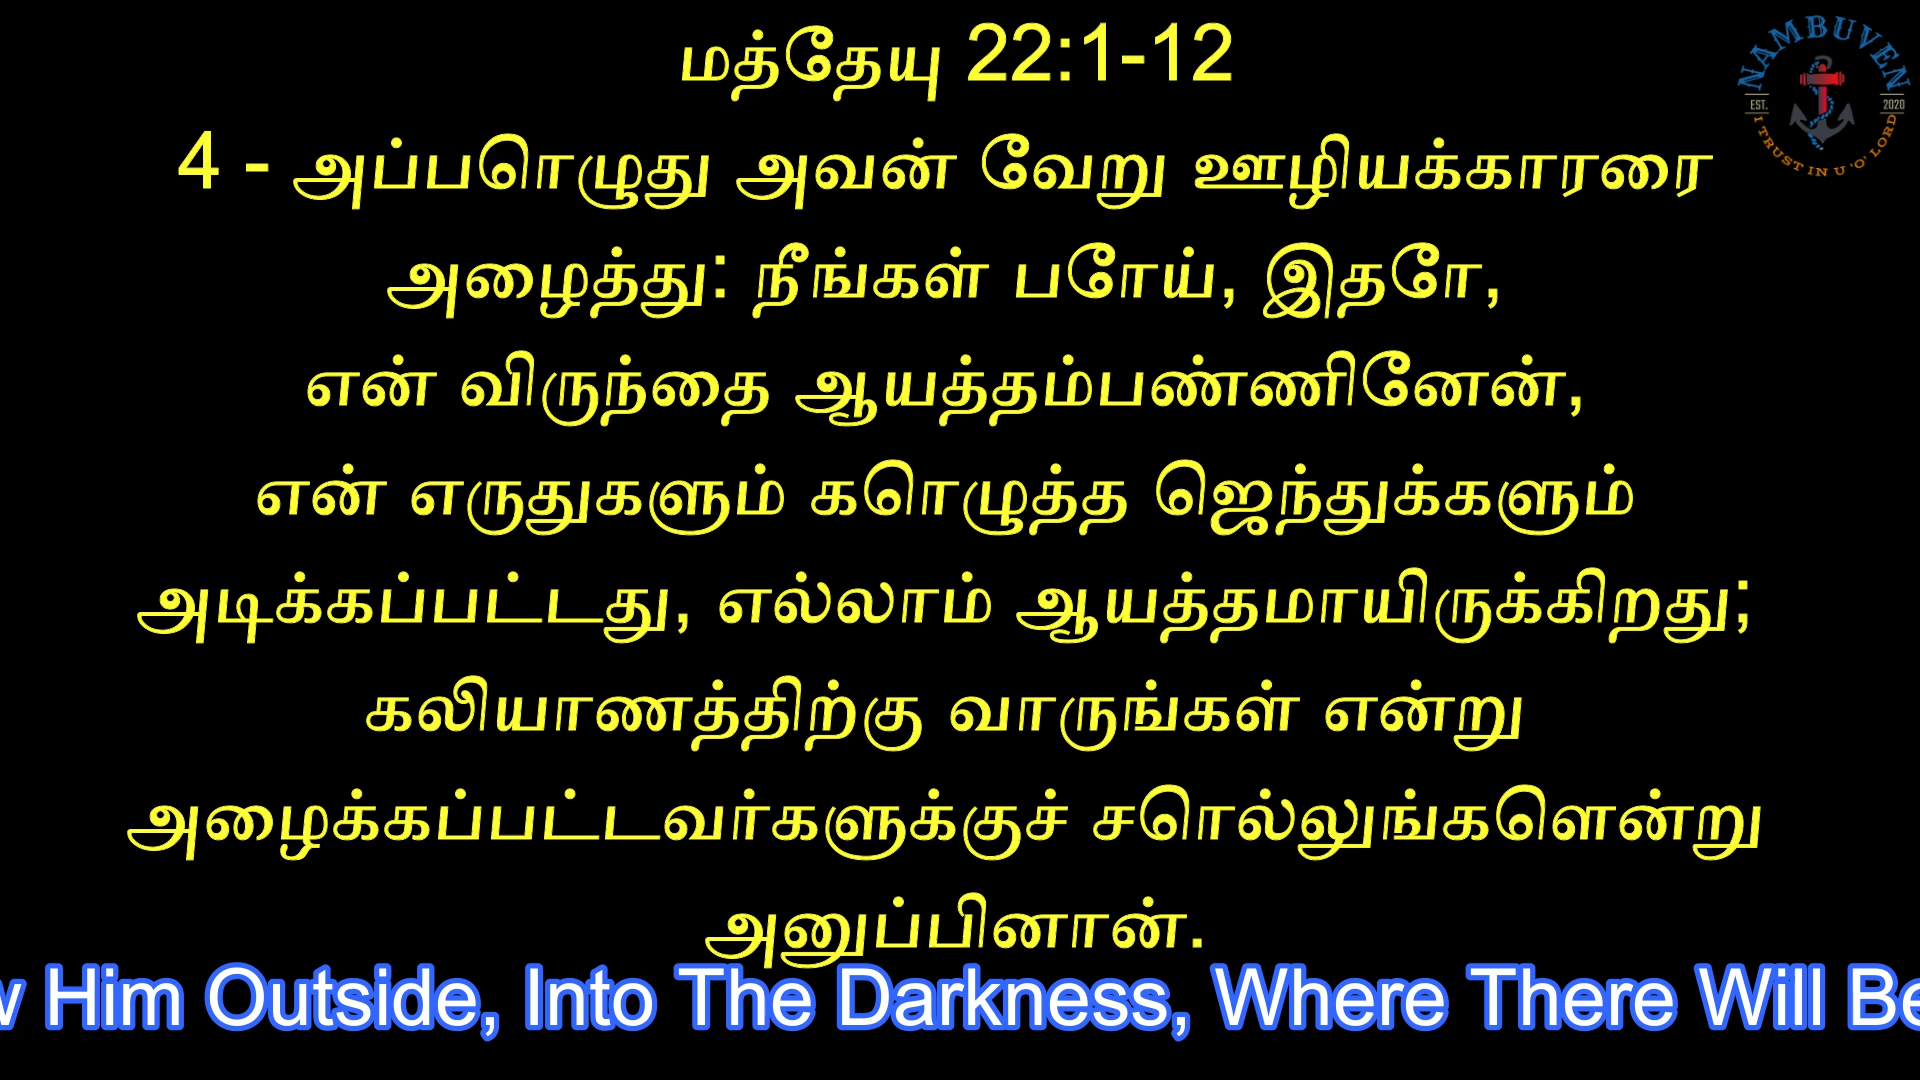 மத்தேயு 22:1-12
4 - அப்பொழுது அவன் வேறு ஊழியக்காரரை
அழைத்து: நீங்கள் போய், இதோ,
என் விருந்தை ஆயத்தம்பண்ணினேன்,
என் எருதுகளும் கொழுத்த ஜெந்துக்களும்
அடிக்கப்பட்டது, எல்லாம் ஆயத்தமாயிருக்கிறது;
கலியாணத்திற்கு வாருங்கள் என்று
அழைக்கப்பட்டவர்களுக்குச் சொல்லுங்களென்று
அனுப்பினான்.
w Him Outside, Into The Darkness, Where There Will Be
NAMBUVEN
EST. 2020
I TRUST IN U 'O' LORD